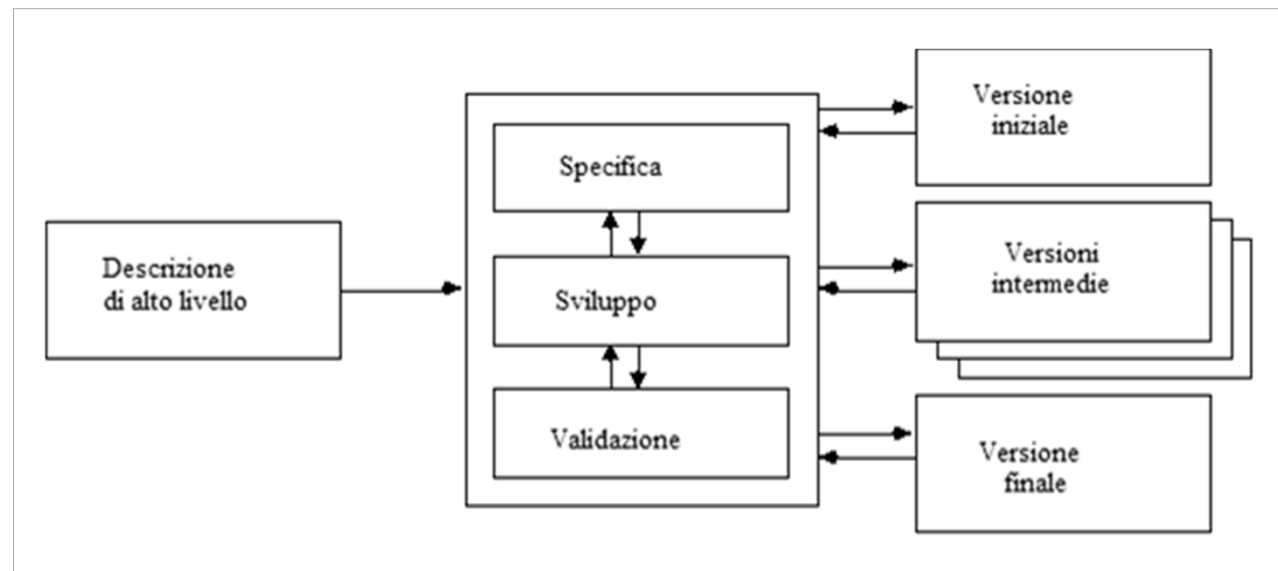 Descrizione
di alto livello
Specifica
Sviluppo
Validazione
Versione
iniziale
Versioni
intermedie
Versione
finale